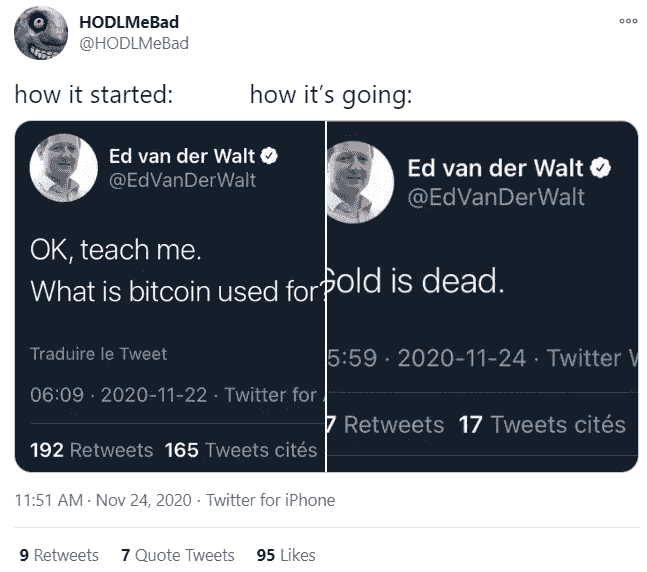 HODLMeBad
@HODLMeBad
how it started: how it's going:
Ed van der Walt
@EdVanDerWalt
OK, teach me.
What is bitcoin used for?
Traduire le Tweet
06:09 · 2020-11-22 · Twitter for
192 Retweets 165 Tweets cités
Ed van der Walt
@EdVanDerWalt
Gold is dead.
5:59 · 2020-11-24 · Twitter
7 Retweets 17 Tweets cités
11:51 AM · Nov 24, 2020 · Twitter for iPhone
9 Retweets 7 Quote Tweets 95 Likes